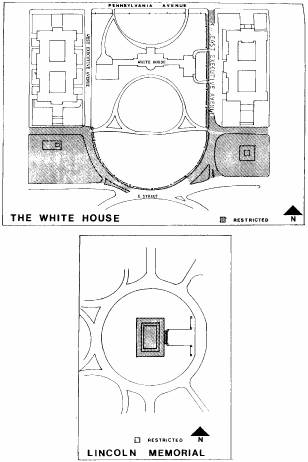 PENNSYLVANIA AVENUE
WEST EXECUTIVE AVENUE
WHITE HOUSE
EAST EXECUTIVE AVENUE
E STREET
THE WHITE HOUSE
RESTRICTED
N
LINCOLN MEMORIAL
RESTRICTED
N